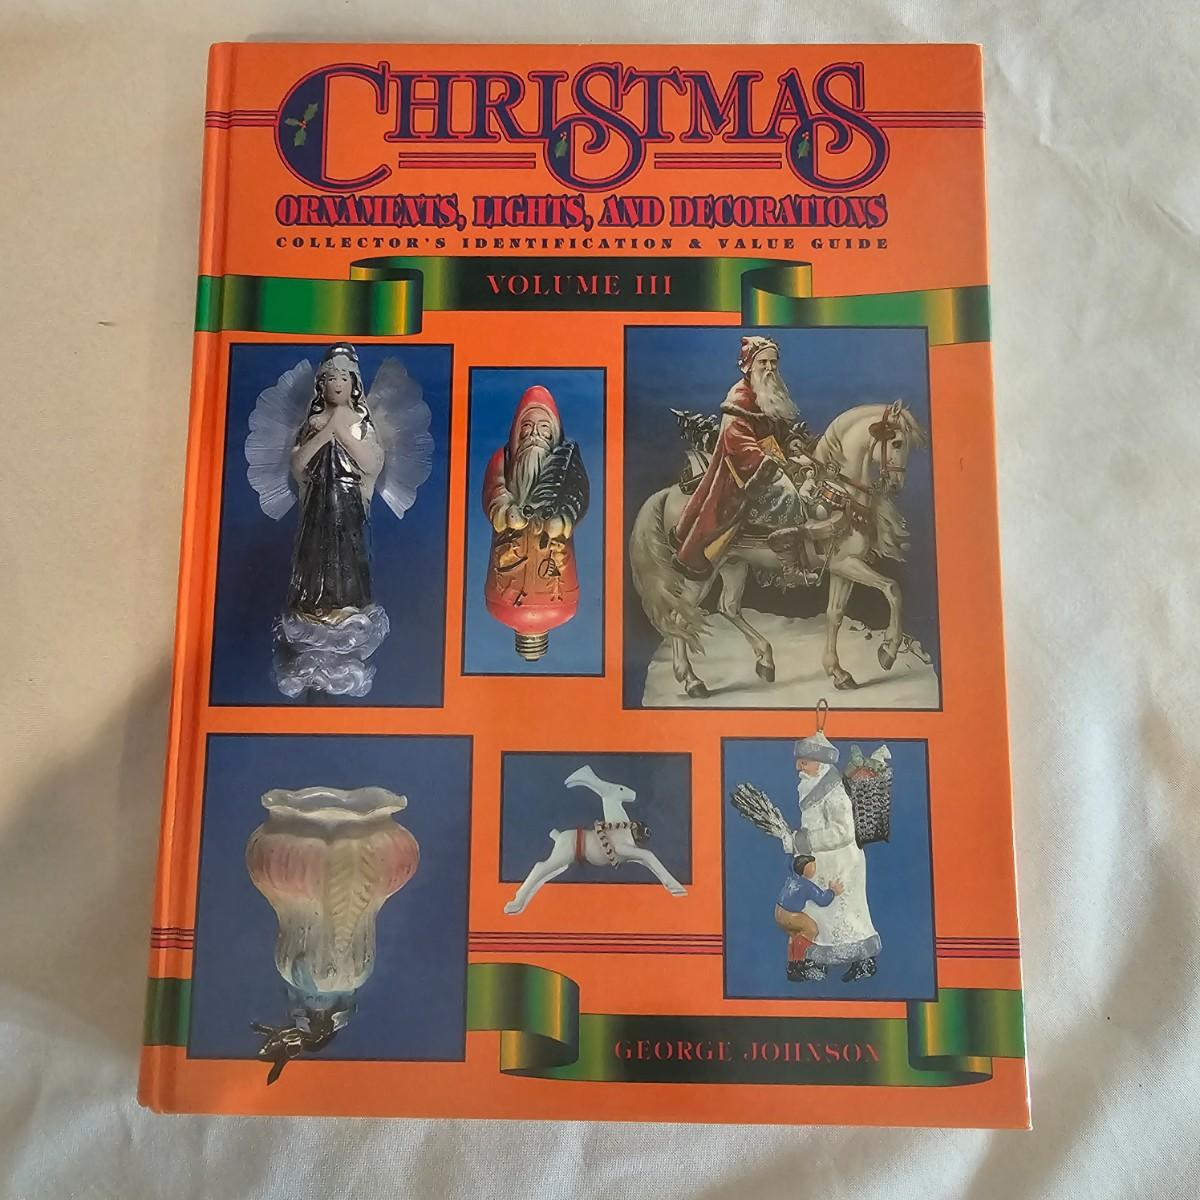 CHRISTMAS
ORNAMENTS, LIGHTS, AND DECORATIONS
COLLECTOR'S IDENTIFICATION & VALUE GUIDE
VOLUME III
GEORGE JOHNSON